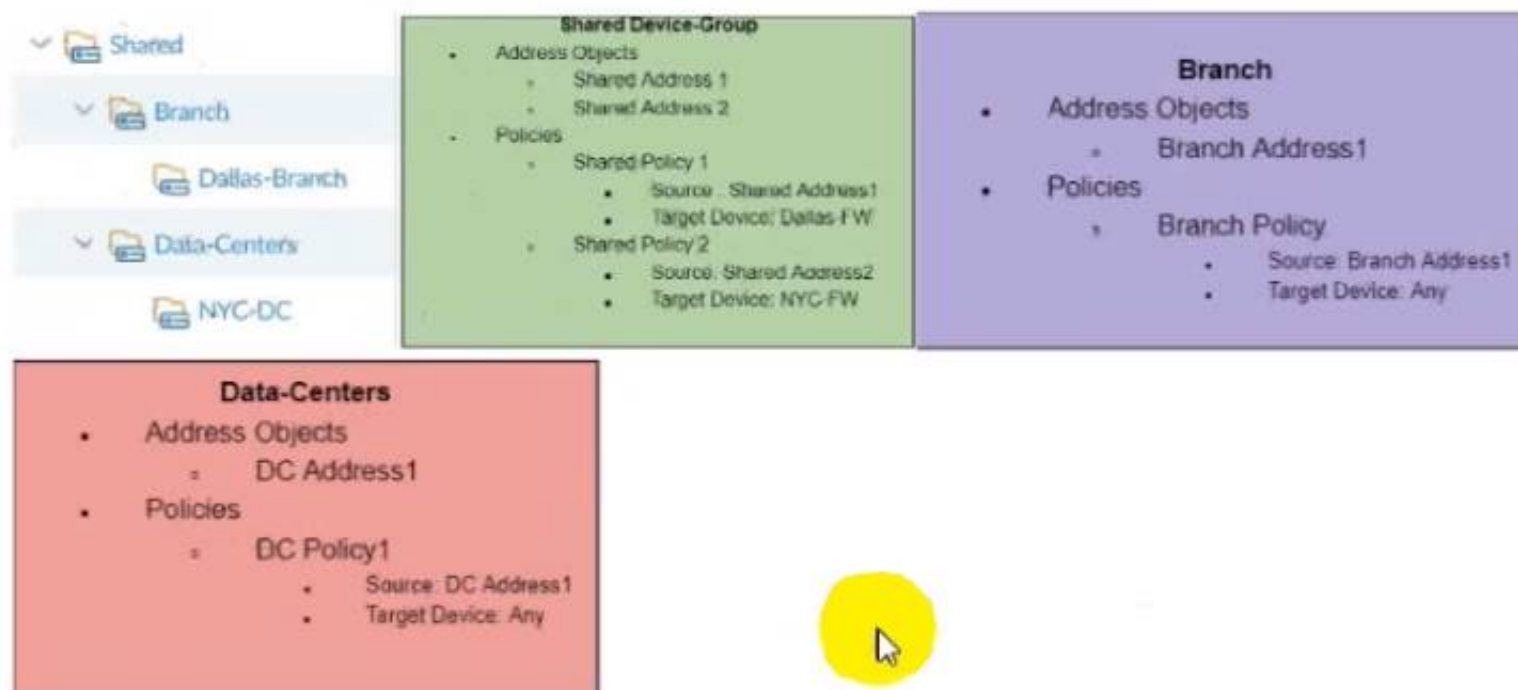 Shared
Branch
Dallas-Branch
Data-Centers
NYC-DC
Shared Device-Group
Address Objects
Shared Address 1
Shared Address 2
Policies
Shared Policy 1
Source: Shared Address1
Target Device: Dallas-FW
Shared Policy 2
Source: Shared Address2
Target Device: NYC-FW
Branch
Address Objects
Branch Address1
Policies
Branch Policy
Source: Branch Address1
Target Device: Any
Data-Centers
Address Objects
DC Address1
Policies
DC Policy1
Source: DC Address1
Target Device: Any